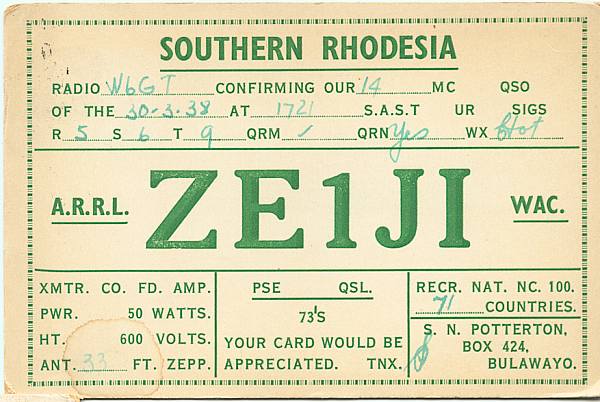 SOUTHERN RHODESIA
RADIO W6GT CONFIRMING OUR 14 MC QSO
OF THE 30-3-38 AT 1721 S.A.S.T UR SIGS
R 5 S 6 T 9 QRM ✓ QRN Yes WX Hot
A.R.R.L. ZE1JI WAC.
XMTR. CO. FD. AMP.
PWR. 50 WATTS.
HT. 600 VOLTS.
ANT. 33 FT. ZEPP.
PSE QSL.
73'S
YOUR CARD WOULD BE
APPRECIATED. TNX.
RECR. NAT. NC. 100.
71 COUNTRIES.
S. N. POTTERTON,
BOX 424,
BULAWAYO.